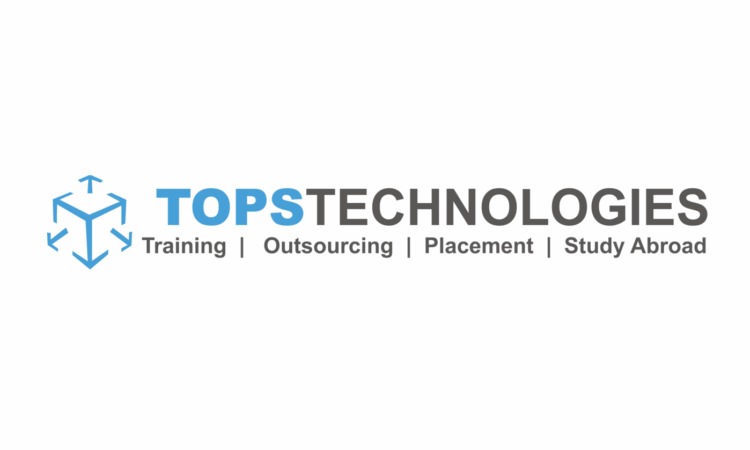 TOPSTECHNOLOGIES
Training | Outsourcing | Placement | Study Abroad